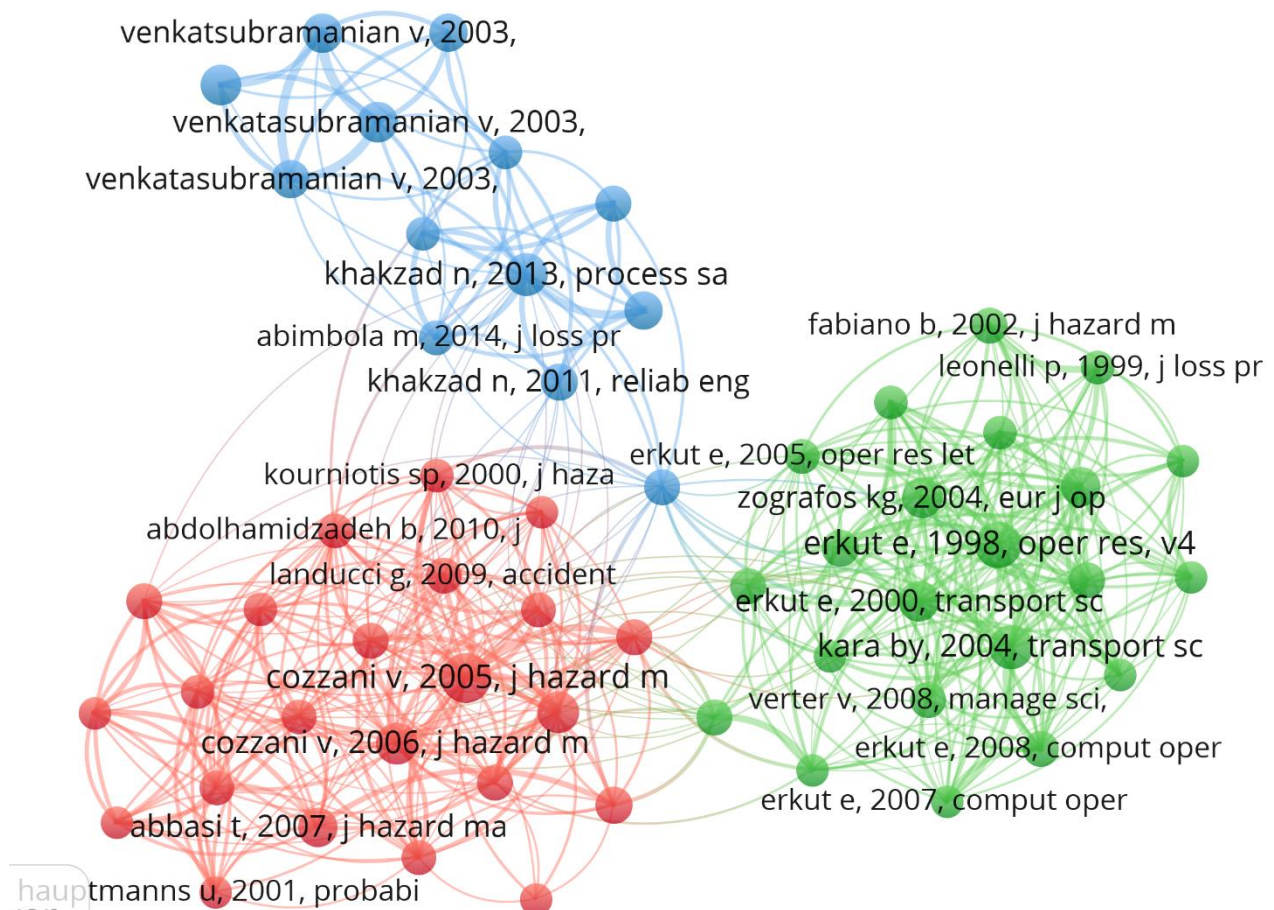 venkatsubramanian v, 2003,
venkatasubramanian v, 2003,
venkatasubramanian v, 2003,
khakzad n, 2013, process sa
fabiano b, 2002, j hazard m
abimbola m, 2014, j loss pr
leonelli p, 1999, j loss pr
khakzad n, 2011, reliab eng
erkut e, 2005, oper res let
kourniotis sp, 2000, j haza
zografos kg, 2004, eur j op
abdolhamidzadeh b, 2010, j
erkut e, 1998, oper res, v4
landucci g, 2009, accident
erkut e, 2000, transport sc
kara by, 2004, transport sc
cozzani v, 2005, j hazard m
verter v, 2008, manage sci,
cozzani v, 2006, j hazard m
erkut e, 2008, comput oper
erkut e, 2007, comput oper
abbasi t, 2007, j hazard ma
hauptmanns u, 2001, probabi